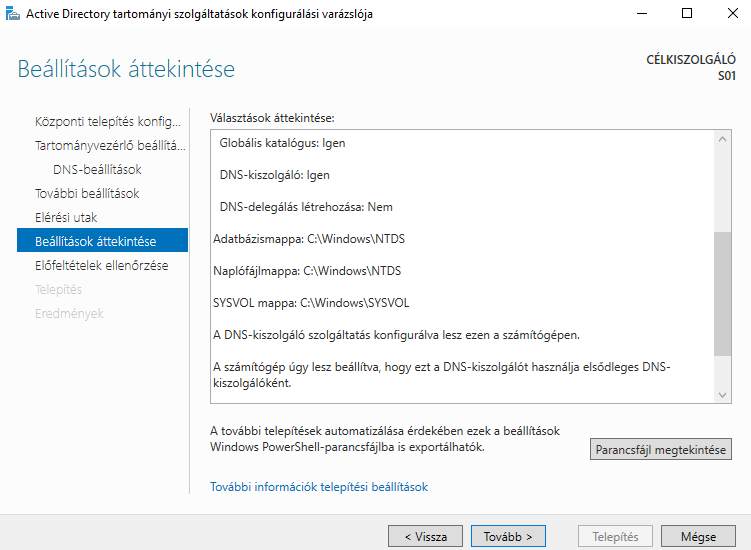 Active Directory tartományi szolgáltatások konfigurálási varázslója
Beállítások áttekintése
CÉLKISZOLGÁLÓ
S01
Központi telepítés konfig...
Tartományvezérlő beállítá...
DNS-beállítások
További beállítások
Elérési utak
Beállítások áttekintése
Előfeltételek ellenőrzése
Telepítés
Eredmények
Választások áttekintése:
Globális katalógus: Igen
DNS-kiszolgáló: Igen
DNS-delegálás létrehozása: Nem
Adatbázismappa: C:\Windows\NTDS
Naplófájlmappa: C:\Windows\NTDS
SYSVOL mappa: C:\Windows\SYSVOL
A DNS-kiszolgáló szolgáltatás konfigurálva lesz ezen a számítógépen.
A számítógép úgy lesz beállítva, hogy ezt a DNS-kiszolgálót használja elsődleges DNS-
kiszolgálóként.
A további telepítések automatizálása érdekében ezek a beállítások
Windows PowerShell-parancsfájlba is exportálhatók.
Parancsfájl megtekintése
További információk telepítési beállítások
< Vissza
Tovább >
Telepítés
Mégse